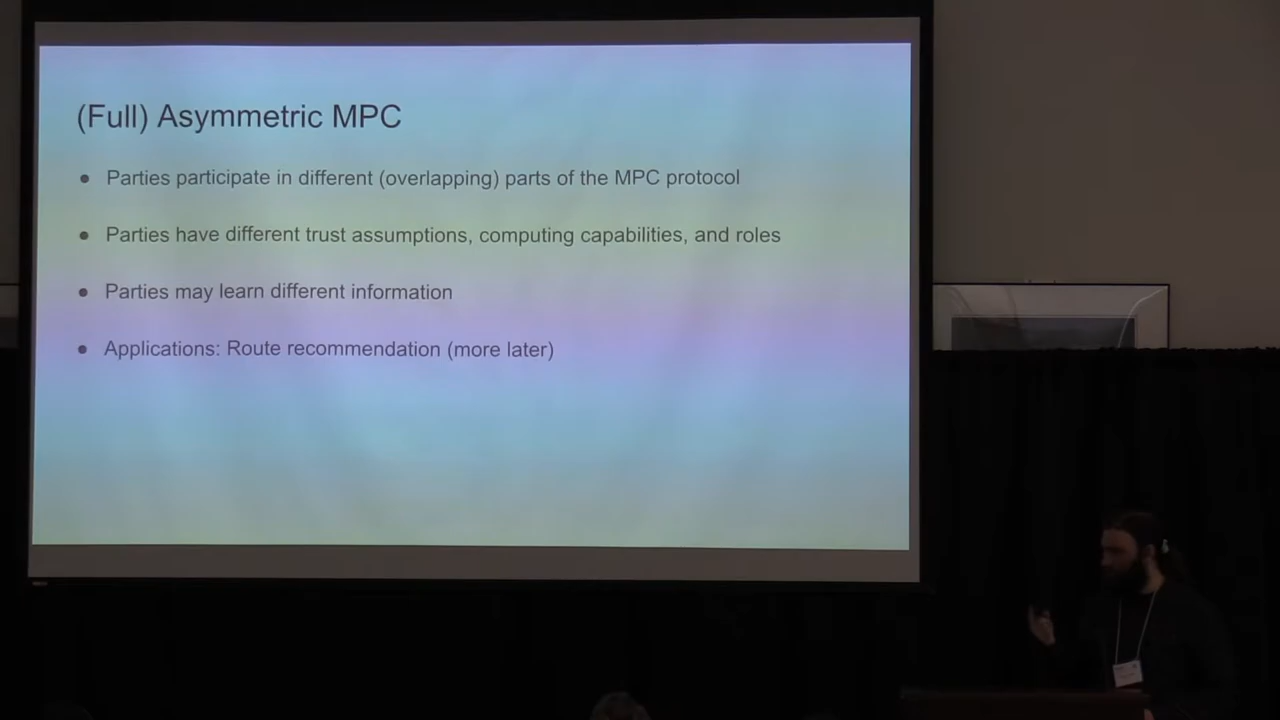 (Full) Asymmetric MPC
● Parties participate in different (overlapping) parts of the MPC protocol
● Parties have different trust assumptions, computing capabilities, and roles
● Parties may learn different information
● Applications: Route recommendation (more later)